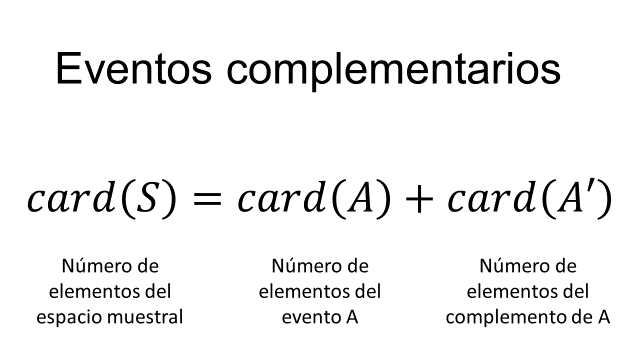 Eventos complementarios
card(S) = card(A) + card(A′)
Número de elementos del espacio muestral
Número de elementos del evento A
Número de elementos del complemento de A